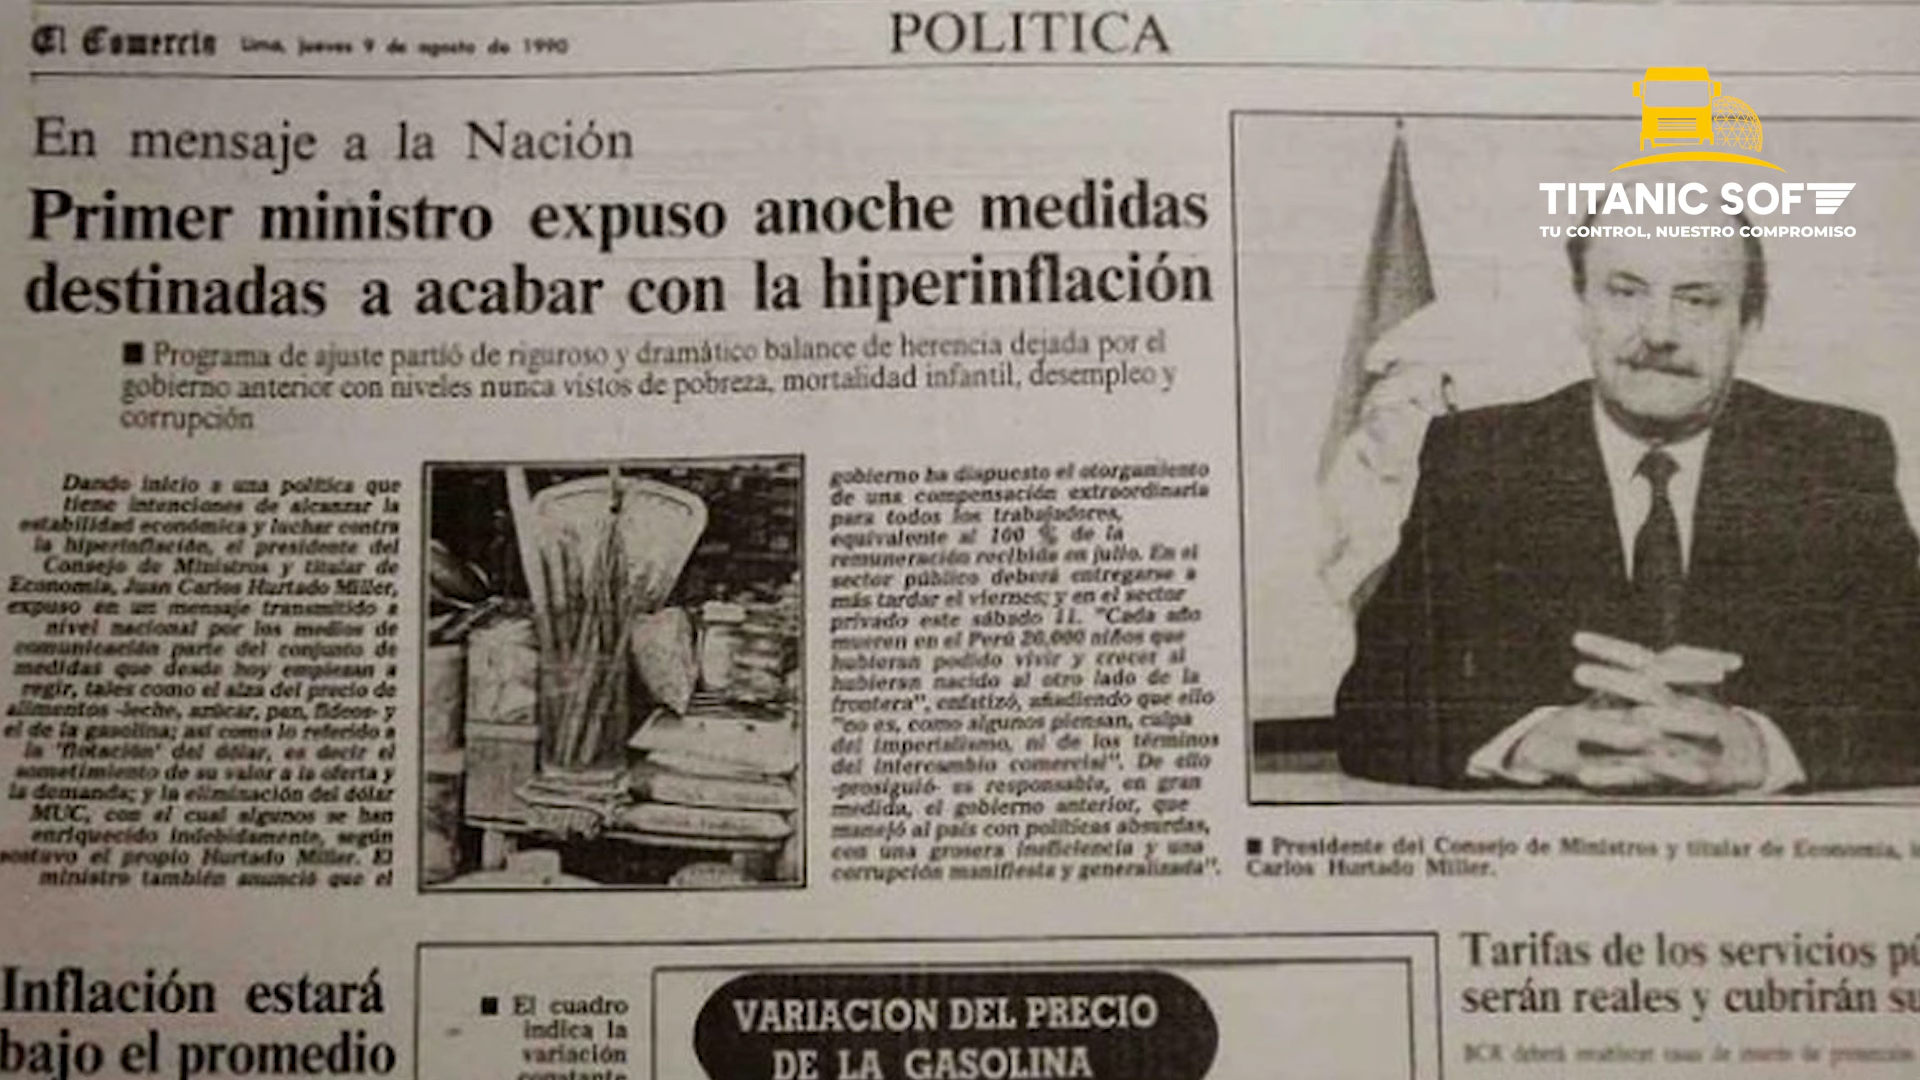 El Comercio Lima, jueves 9 de agosto de 1990
POLITICA
TITANIC SOFT
TU CONTROL, NUESTRO COMPROMISO
En mensaje a la Nación
Primer ministro expuso anoche medidas
destinadas a acabar con la hiperinflación
■ Programa de ajuste partió de riguroso y dramático balance de herencia dejada por el
gobierno anterior con niveles nunca vistos de pobreza, mortalidad infantil, desempleo y
corrupción
Dando inicio a una política que
tiene intenciones de alcanzar la
estabilidad económica y luchar contra
la hiperinflación, el presidente del
Consejo de Ministros y titular de
Economía, Juan Carlos Hurtado Miller,
expuso en un mensaje transmitido a
nivel nacional por los medios de
comunicación parte del conjunto de
medidas que desde hoy empiezan a
regir, tales como el alza del precio de
alimentos -leche, azúcar, pan, fideos- y
el de la gasolina; así como lo referido a
la "flotación" del dólar, es decir el
sometimiento de su valor a la oferta y
la demanda; y la eliminación del dólar
MUC, con el cual algunos se han
enriquecido indebidamente, según
sostuvo el propio Hurtado Miller. El
ministro también anunció que el
gobierno ha dispuesto el otorgamiento
de una compensación extraordinaria
para todos los trabajadores,
equivalente al 100 % de la
remuneración recibida en julio. En el
sector público deberá entregarse a
más tardar el viernes; y en el sector
privado este sábado 11. "Cada año
mueren en el Perú 20,000 niños que
hubieran podido vivir y crecer si
hubieran nacido al otro lado de la
frontera", enfatizó, añadiendo que ello
"no es, como algunos piensan, culpa
del imperialismo, ni de los términos
del intercambio comercial". De ello
-prosiguió- es responsable, en gran
medida, el gobierno anterior, que
manejó al país con políticas absurdas,
con una grosera ineficiencia y una
corrupción manifiesta y generalizada".
■ Presidente del Consejo de Ministros y titular de Economía,
Carlos Hurtado Miller.
Inflación estará
bajo el promedio
■ El cuadro
indica la
variación
constante
VARIACION DEL PRECIO
DE LA GASOLINA
Tarifas de los servicios pú
serán reales y cubrirán su
BCR deberá